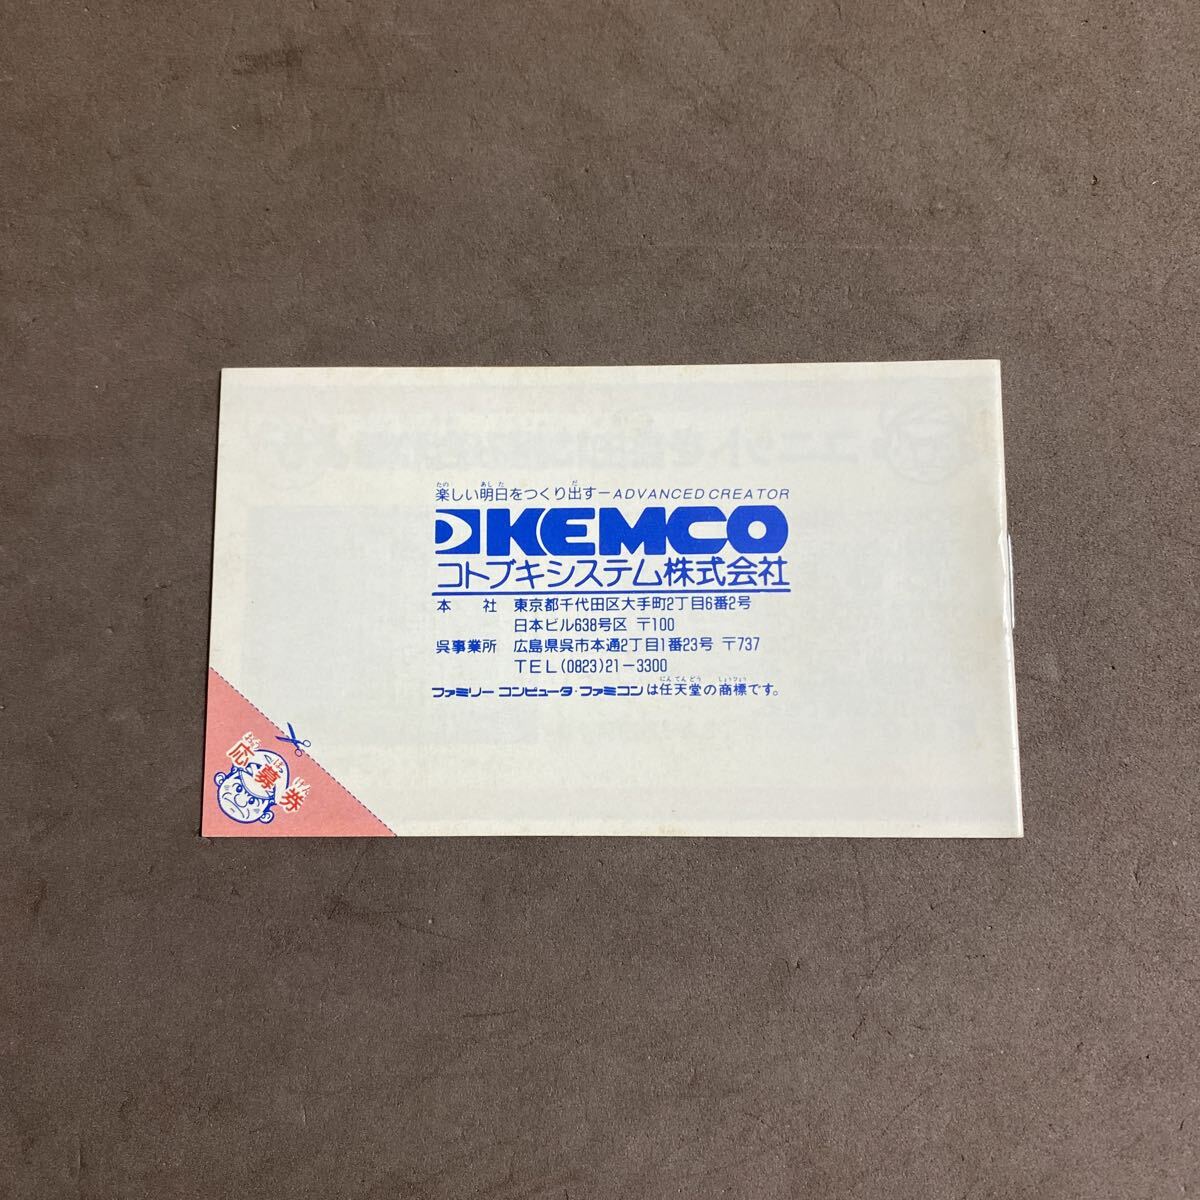 楽しい明日をつくり出す－ADVANCED CREATOR
KEMCO
コトブキシステム株式会社
本　社　東京都千代田区大手町2丁目6番2号
日本ビル638号区 〒100
呉事業所　広島県呉市本通2丁目1番23号 〒737
TEL(0823)21－3300
ファミリーコンピュータ・ファミコンは任天堂の商標です。
応募券